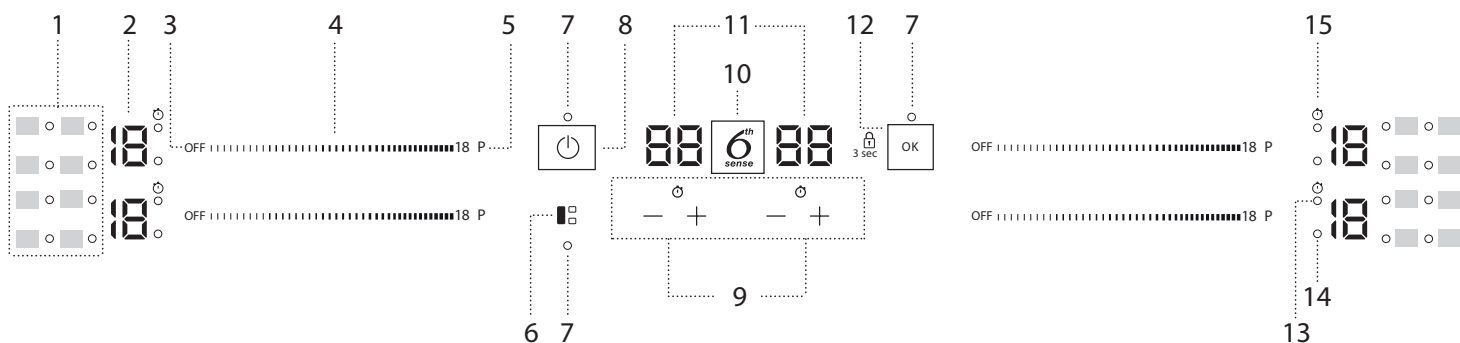 1 2 3 4 5 7 8 11 12 7 15
10
18 OFF 18 P 88 6th sense 88 3 sec OK OFF 18 P 18
18 OFF 18 P − + − + OFF 18 P 18
9
6 7 13 14